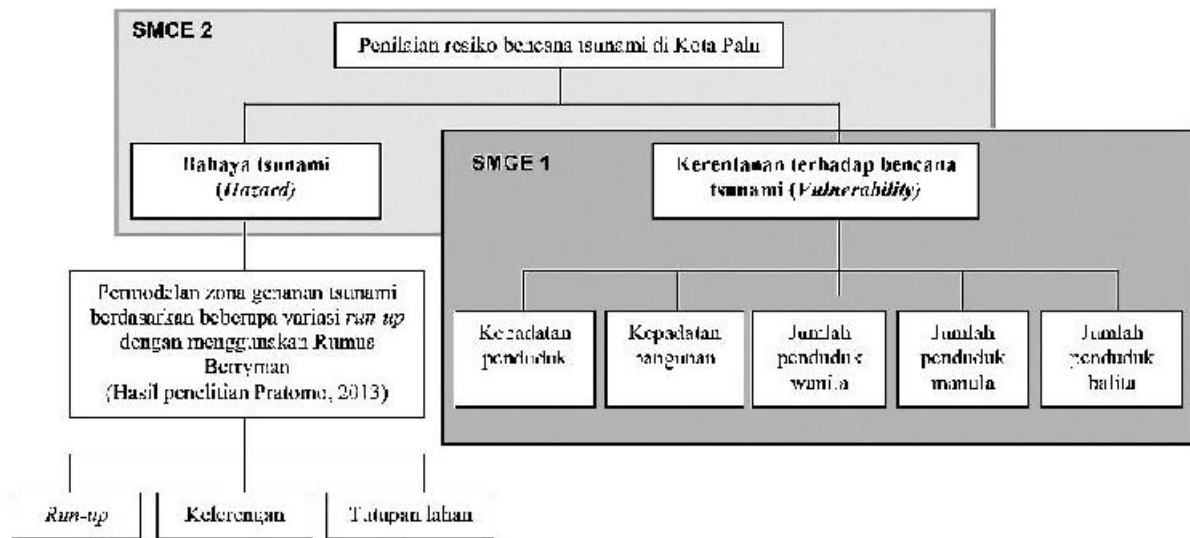 SMCE 2
Penilaian resiko bencana tsunami di Kota Palu
Bahaya tsunami
(Hazard)
SMCE 1
Kerentanan terhadap bencana
tsunami (Vulnerability)
Permodelan zona genanan tsunami
berdasarkan beberapa variasi run-up
dengan menggunakan Rumus
Berryman
(Hasil penelitian Pratomo, 2013)
Kepadatan
penduduk
Kepadatan
bangunan
Jumlah
penduduk
wanita
Jumlah
penduduk
manula
Jumlah
penduduk
balita
Run-up
Kelerengan
Tutupan lahan